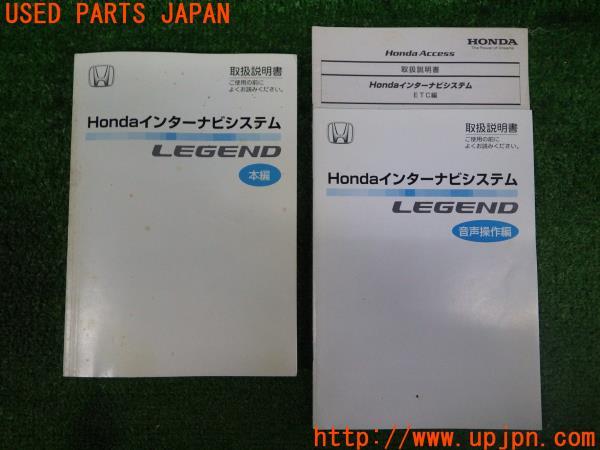 USED PARTS JAPAN
取扱説明書
ご使用の前に
よくお読みください。
Hondaインターナビシステム
LEGEND
本編
HONDA
The Power of Dreams
Honda Access
取扱説明書
Hondaインターナビシステム
ETC編
取扱説明書
ご使用の前に
よくお読みください。
Hondaインターナビシステム
LEGEND
音声操作編
http://www.upjpn.com